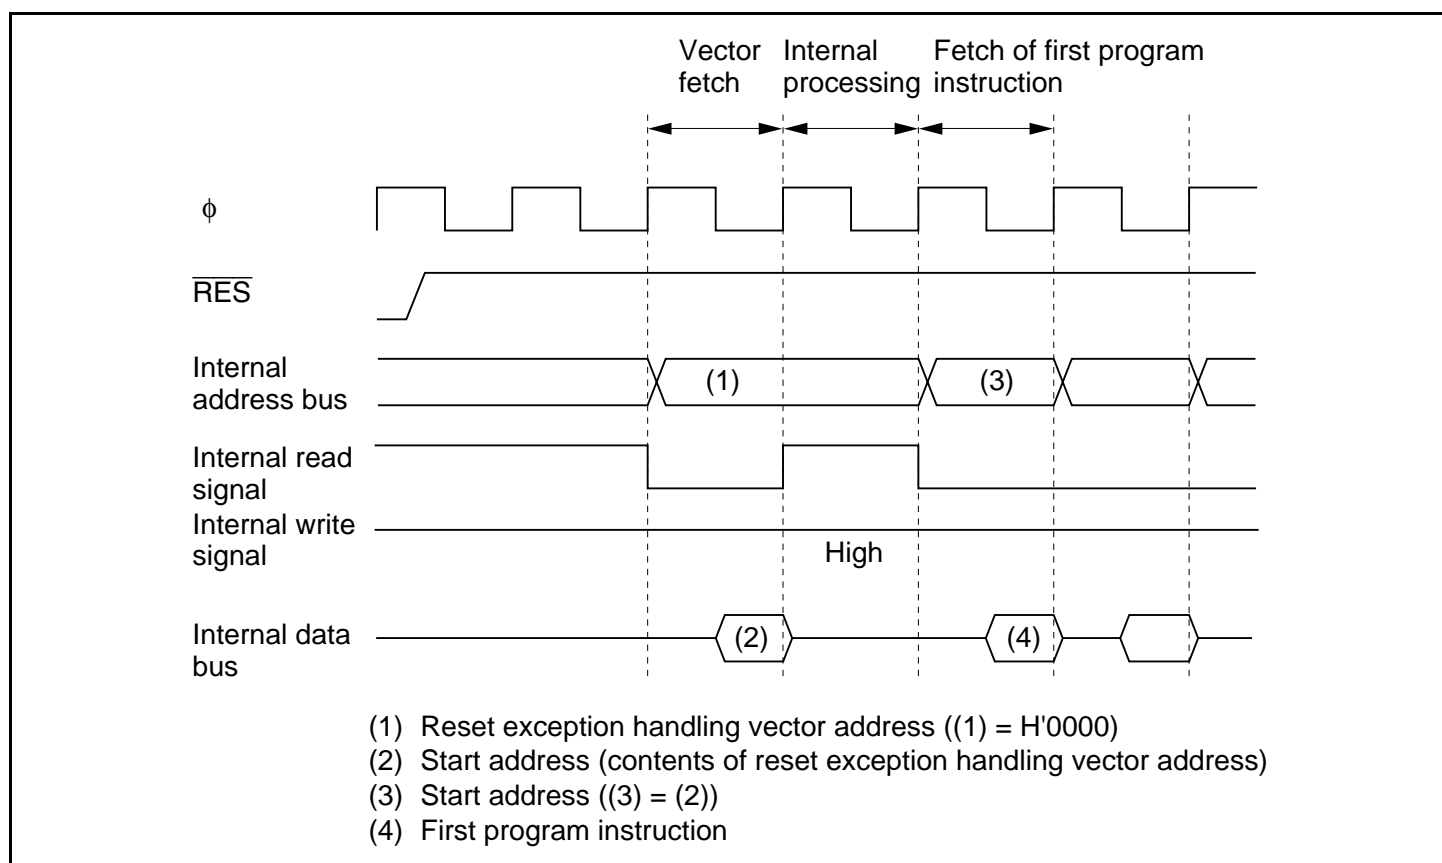 Vector Internal Fetch of first program
fetch processing instruction
ϕ
RES
Internal
address bus
(1) (3)
Internal read
signal
Internal write
signal
High
Internal data
bus
(2) (4)
(1) Reset exception handling vector address ((1) = H'0000)
(2) Start address (contents of reset exception handling vector address)
(3) Start address ((3) = (2))
(4) First program instruction